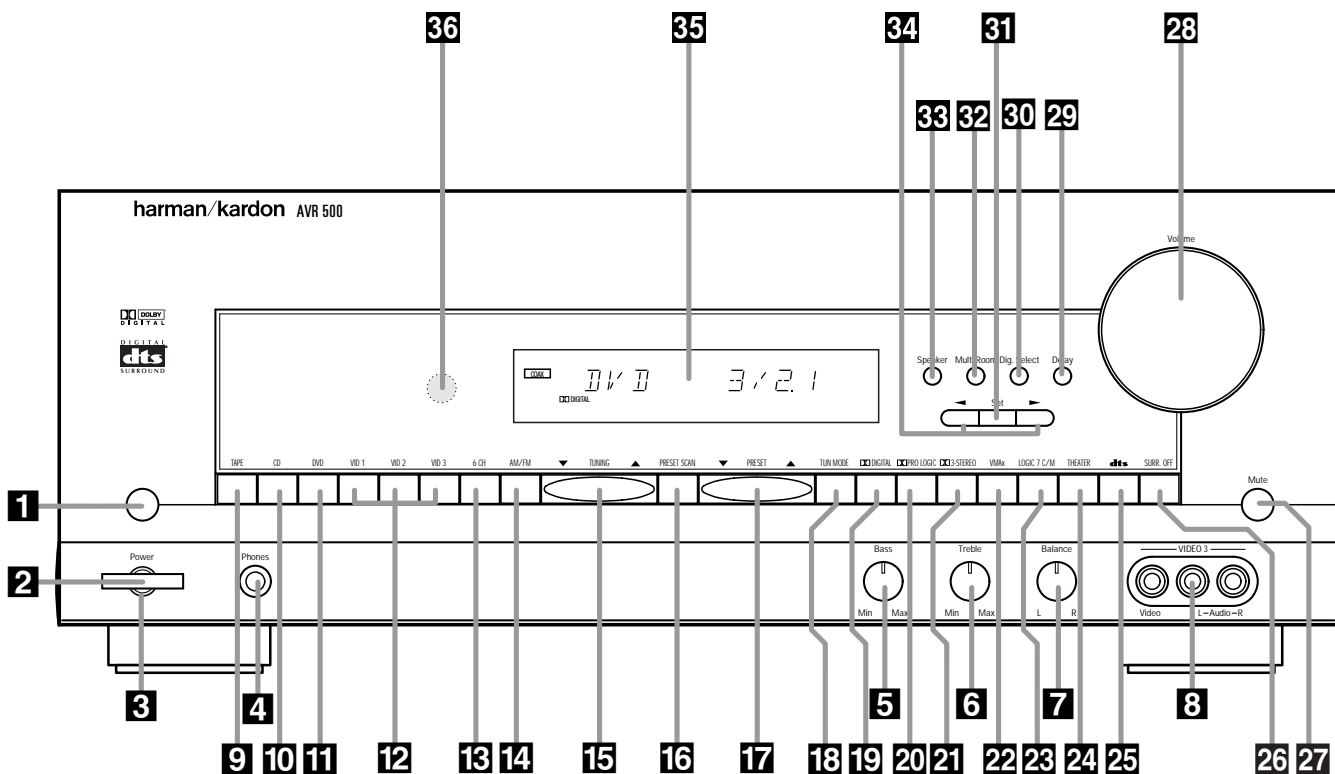 36 35 34 31 28
33 32 30 29
harman/kardon AVR 500
Volume
DOLBY
DIGITAL
DIGITAL
dts
SURROUND
Speaker Multi Room Dig. Select Delay
COAX DVD 3/2.1
DIGITAL
◄ Set ►
TAPE CD DVD VID 1 VID 2 VID 3 6 CH AM/FM ▼ TUNING ▲ PRESET SCAN ▼ PRESET ▲ TUN MODE DIGITAL PRO LOGIC 3-STEREO VMAx LOGIC 7 C/M THEATER dts SURR. OFF
1
Mute
Power Phones Bass Treble Balance VIDEO 3
2
Min Max Min Max L R Video L–Audio–R
3 4 5 6 7 8
9 10 11 12 13 14 15 16 17 18 19 20 21 22 23 24 25 26 27